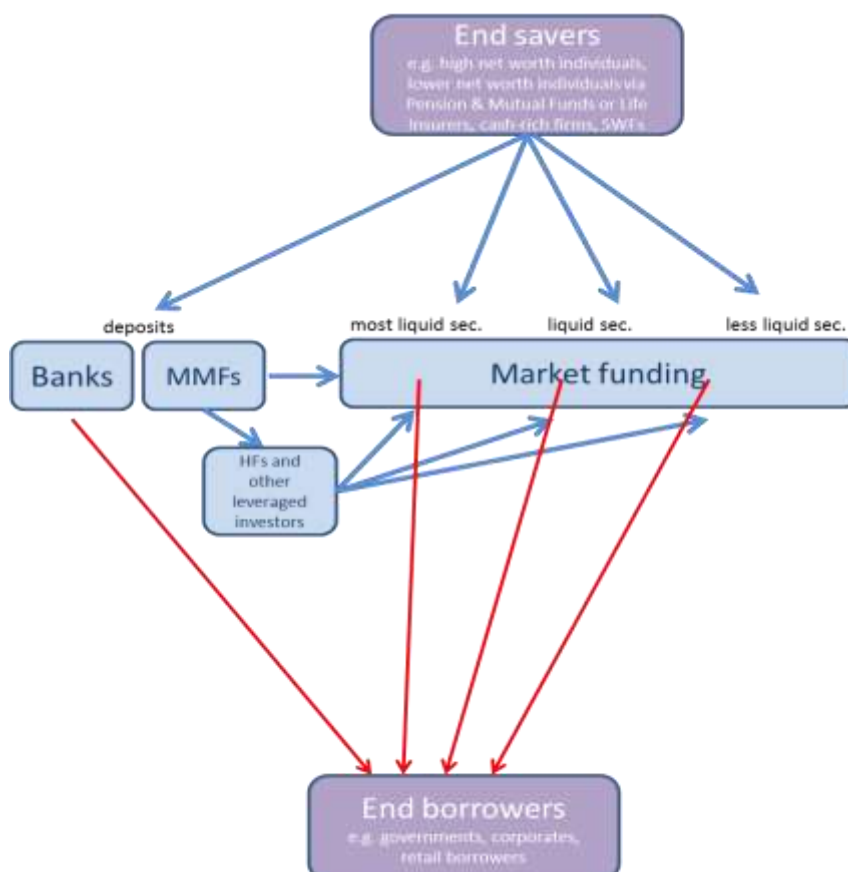 End savers
e.g. high net worth individuals,
lower net worth individuals via
Pension & Mutual Funds or Life
Insurers, cash-rich firms, SWFs
deposits
most liquid sec.
liquid sec.
less liquid sec.
Banks
MMFs
Market funding
HFs and
other
leveraged
investors
End borrowers
e.g. governments, corporates,
retail borrowers